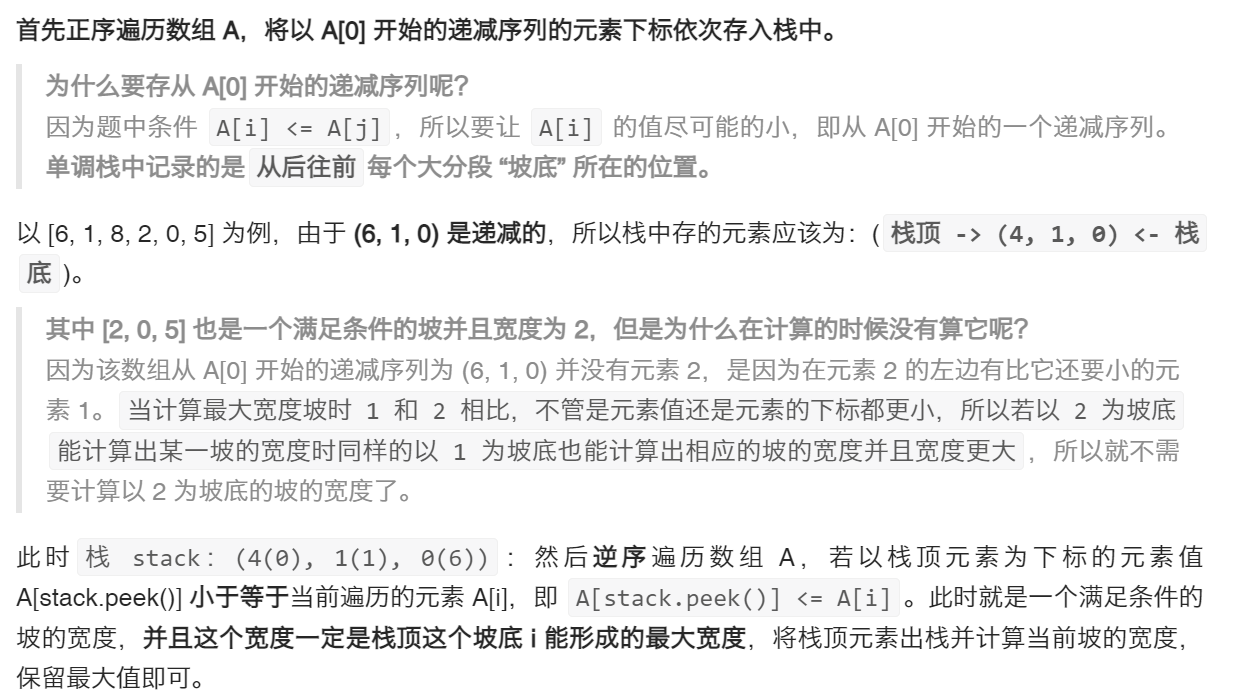 首先正序遍历数组 A，将以 A[0] 开始的递减序列的元素下标依次存入栈中。
为什么要存从 A[0] 开始的递减序列呢？
因为题中条件 A[i] <= A[j] ，所以要让 A[i] 的值尽可能的小，即从 A[0] 开始的一个递减序列。
单调栈中记录的是 从后往前 每个大分段 “坡底” 所在的位置。
以 [6, 1, 8, 2, 0, 5] 为例，由于 (6, 1, 0) 是递减的，所以栈中存的元素应该为：( 栈顶 -> (4, 1, 0) <- 栈
底 )。
其中 [2, 0, 5] 也是一个满足条件的坡并且宽度为 2，但是为什么在计算的时候没有算它呢？
因为该数组从 A[0] 开始的递减序列为 (6, 1, 0) 并没有元素 2，是因为在元素 2 的左边有比它还要小的元
素 1。 当计算最大宽度坡时 1 和 2 相比，不管是元素值还是元素的下标都更小，所以若以 2 为坡底
能计算出某一坡的宽度时同样的以 1 为坡底也能计算出相应的坡的宽度并且宽度更大 ，所以就不需
要计算以 2 为坡底的坡的宽度了。
此时 栈 stack：(4(0), 1(1), 0(6)) ：然后逆序遍历数组 A，若以栈顶元素为下标的元素值
A[stack.peek()] 小于等于当前遍历的元素 A[i]，即 A[stack.peek()] <= A[i] 。此时就是一个满足条件的
坡的宽度，并且这个宽度一定是栈顶这个坡底 i 能形成的最大宽度，将栈顶元素出栈并计算当前坡的宽度，
保留最大值即可。